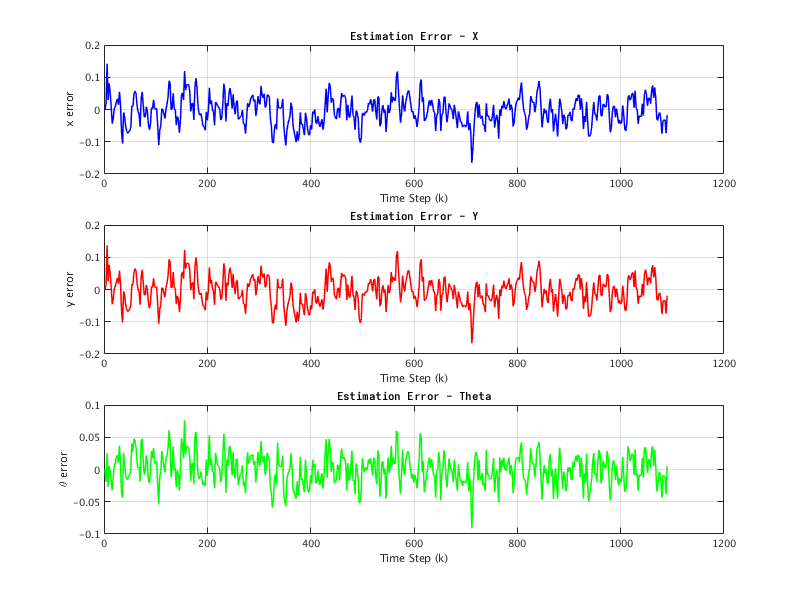 Estimation Error - X
0.2
0.1
0
-0.1
-0.2
x error
0 200 400 600 800 1000 1200
Time Step (k)
Estimation Error - Y
0.2
0.1
0
-0.1
-0.2
y error
0 200 400 600 800 1000 1200
Time Step (k)
Estimation Error - Theta
0.1
0.05
0
-0.05
-0.1
θ error
0 200 400 600 800 1000 1200
Time Step (k)